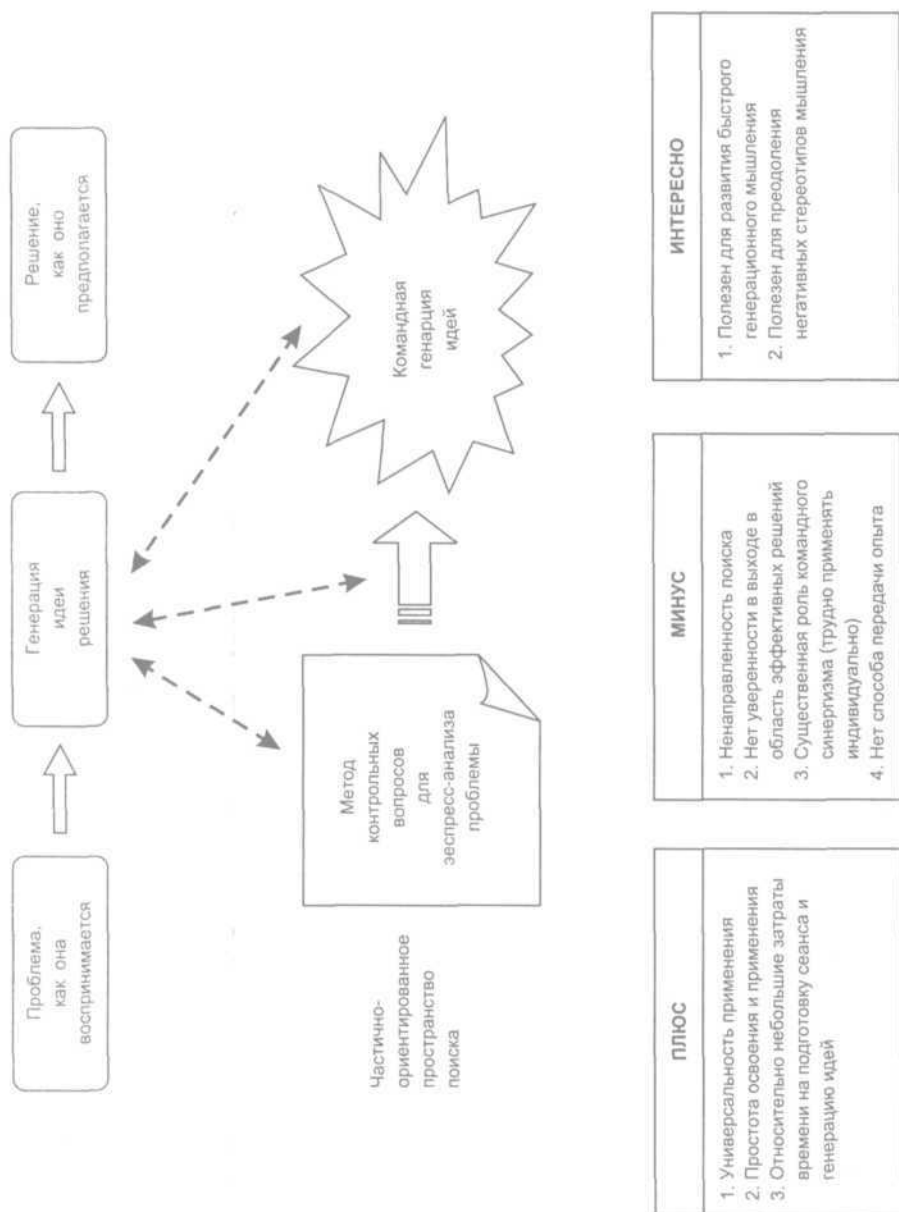 Проблема,
как она
воспринимается
Генерация
идеи
решения
Решение,
как оно
предполагается
Частично-
ориентированное
пространство
поиска
Метод
контрольных
вопросов
для
эеспресс-анализа
проблемы
Командная
генарция
идей
ПЛЮС
1. Универсальность применения
2. Простота освоения и применения
3. Относительно небольшие затраты
времени на подготовку сеанса и
генерацию идей
МИНУС
1. Ненаправленность поиска
2. Нет уверенности в выходе в
область эффективных решений
3. Существенная роль командного
синергизма (трудно применять
индивидуально)
4. Нет способа передачи опыта
ИНТЕРЕСНО
1. Полезен для развития быстрого
генерационного мышления
2. Полезен для преодоления
негативных стереотипов мышления